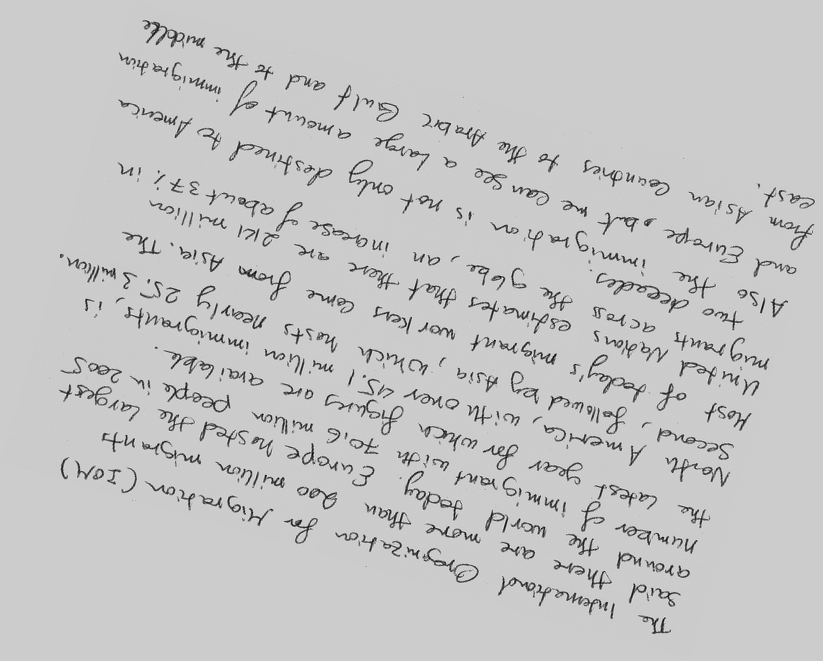 The International Oraganization for Migration (IOM)
said there are more than 200 million migrants
around the world today. Europe hosted the largest
number of immigrant with 70,6 million people in 2005
the latest year for which figures are available.
North America, with over 45.1 million immigrants, is
Second, followed by Asia, which hosts nearly 25.3 million.
Host of today's migrant workers come from Asia. The
United Nations estimates that there are 214 million
migrants across the globe, an increase of about 37% in
two decades.
Also the immigration is not only destined to America
and Europe, but we can see a large amount of immigration
from Asian Countries to the Arabic Gulf and to the middle
east.